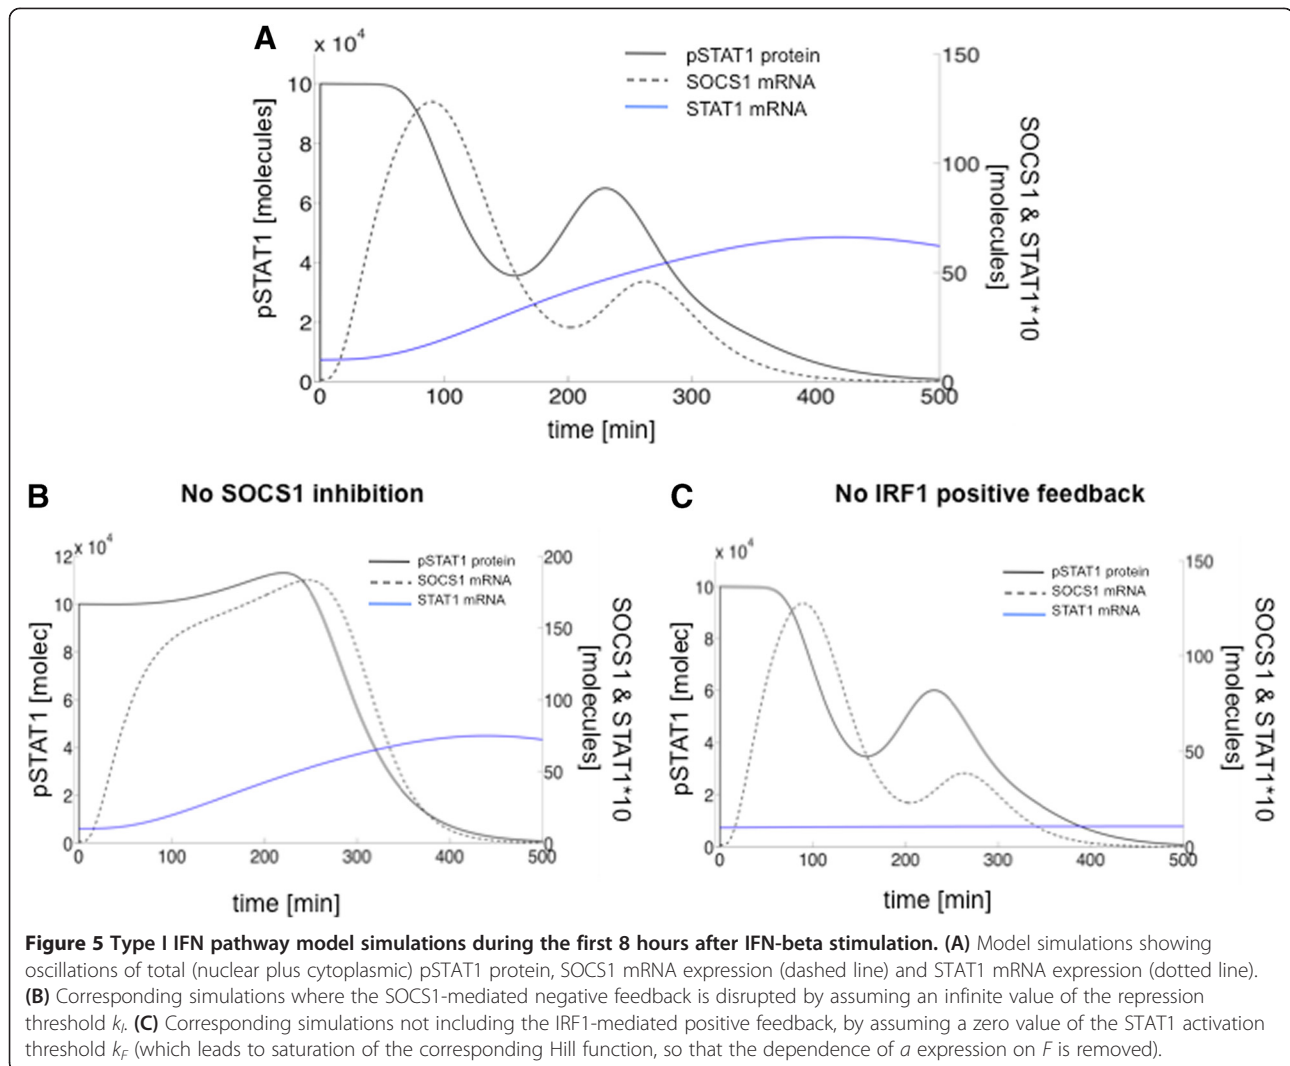 A
x 10^4
pSTAT1 protein
SOCS1 mRNA
STAT1 mRNA
150
100
50
0
10
8
6
4
2
0
pSTAT1 [molecules]
SOCS1 & STAT1*10
[molecules]
0 100 200 300 400 500
time [min]
B
No SOCS1 inhibition
x 10^4
pSTAT1 protein
SOCS1 mRNA
STAT1 mRNA
12
10
8
6
4
2
0
200
150
100
50
0
pSTAT1 [molec]
SOCS1 & STAT1*10
[molecules]
0 100 200 300 400 500
time [min]
C
No IRF1 positive feedback
x 10^4
pSTAT1 protein
SOCS1 mRNA
STAT1 mRNA
10
8
6
4
2
0
150
100
50
0
pSTAT1 [molec]
SOCS1 & STAT1*10
[molecules]
0 100 200 300 400 500
time [min]
Figure 5 Type I IFN pathway model simulations during the first 8 hours after IFN-beta stimulation. (A) Model simulations showing
oscillations of total (nuclear plus cytoplasmic) pSTAT1 protein, SOCS1 mRNA expression (dashed line) and STAT1 mRNA expression (dotted line).
(B) Corresponding simulations where the SOCS1-mediated negative feedback is disrupted by assuming an infinite value of the repression
threshold kI. (C) Corresponding simulations not including the IRF1-mediated positive feedback, by assuming a zero value of the STAT1 activation
threshold kF (which leads to saturation of the corresponding Hill function, so that the dependence of a expression on F is removed).